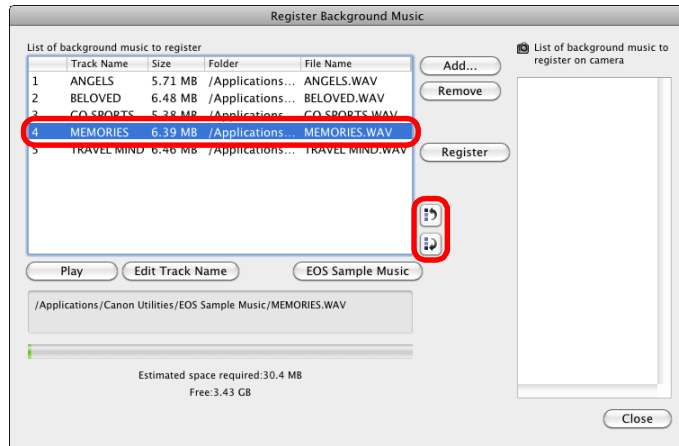 Register Background Music
List of background music to register
Track Name Size Folder File Name
1 ANGELS 5.71 MB /Applications... ANGELS.WAV
2 BELOVED 6.48 MB /Applications... BELOVED.WAV
3 GO SPORTS 5.38 MB /Applications... GO SPORTS.WAV
4 MEMORIES 6.39 MB /Applications... MEMORIES.WAV
5 TRAVEL MIND 6.46 MB /Applications... TRAVEL MIND.WAV
Add...
Remove
Register
Play
Edit Track Name
EOS Sample Music
/Applications/Canon Utilities/EOS Sample Music/MEMORIES.WAV
Estimated space required:30.4 MB
Free:3.43 GB
List of background music to
register on camera
Close